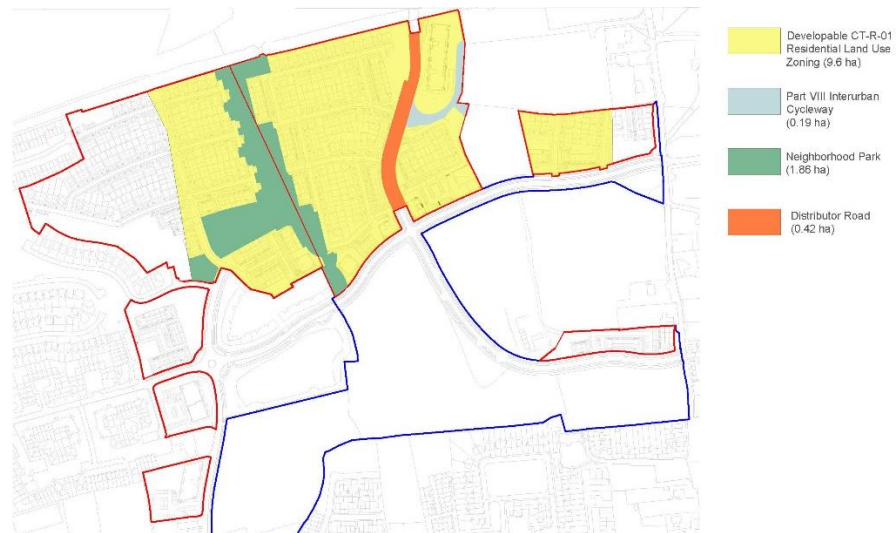 Developable CT-R-01
Residential Land Use
Zoning (9.6 ha)
Part VIII Interurban
Cycleway
(0.19 ha)
Neighborhood Park
(1.86 ha)
Distributor Road
(0.42 ha)